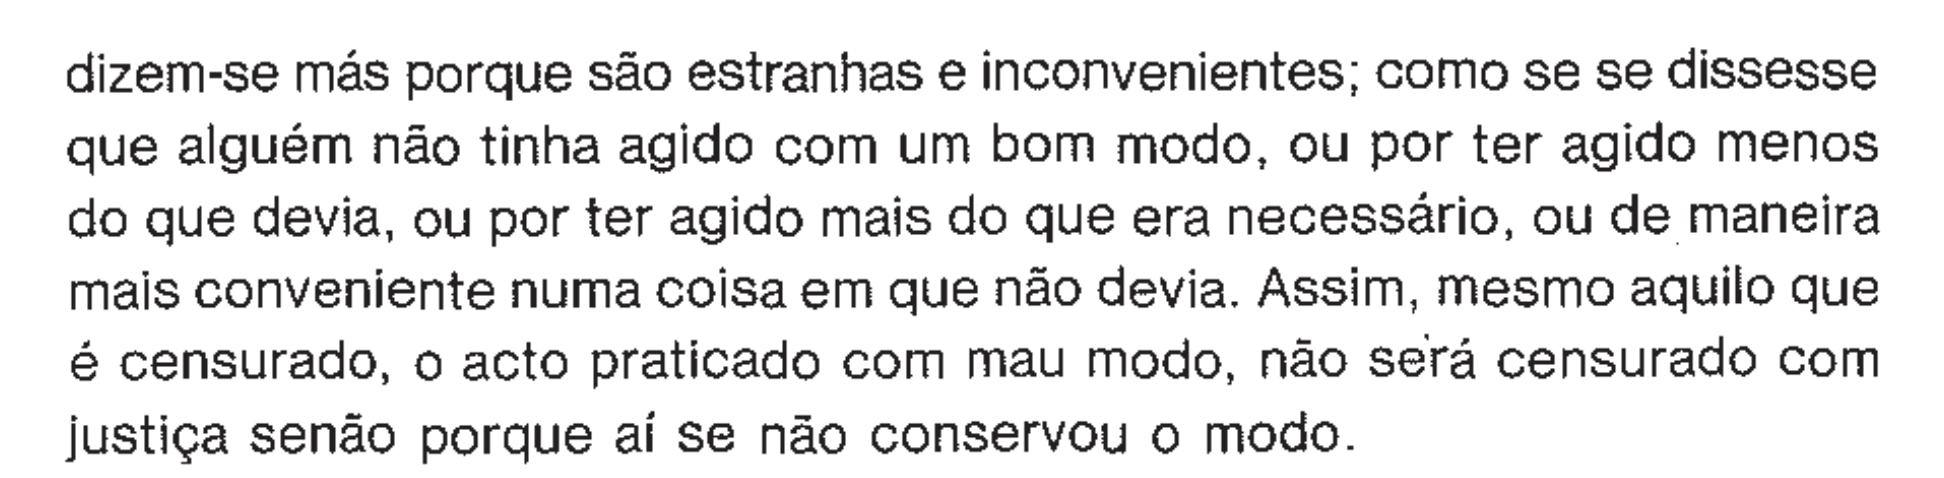 dizem-se más porque são estranhas e inconvenientes; como se se dissesse
que alguém não tinha agido com um bom modo, ou por ter agido menos
do que devia, ou por ter agido mais do que era necessário, ou de maneira
mais conveniente numa coisa em que não devia. Assim, mesmo aquilo que
é censurado, o acto praticado com mau modo, não será censurado com
justiça senão porque aí se não conservou o modo.